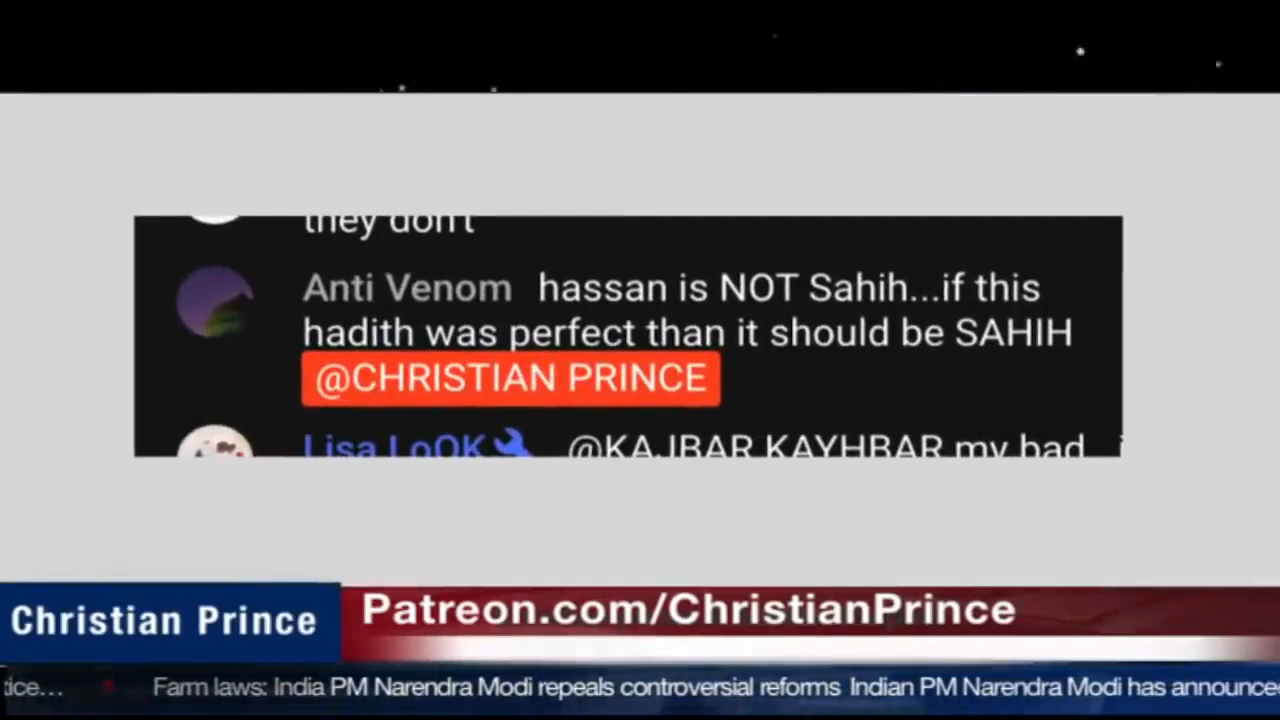 they don't
Anti Venom hassan is NOT Sahih...if this
hadith was perfect than it should be SAHIH
@CHRISTIAN PRINCE
Lisa LoOK @KAJBAR KAYHBAR my bad
Christian Prince
Patreon.com/ChristianPrince
Farm laws: India PM Narendra Modi repeals controversial reforms Indian PM Narendra Modi has announce